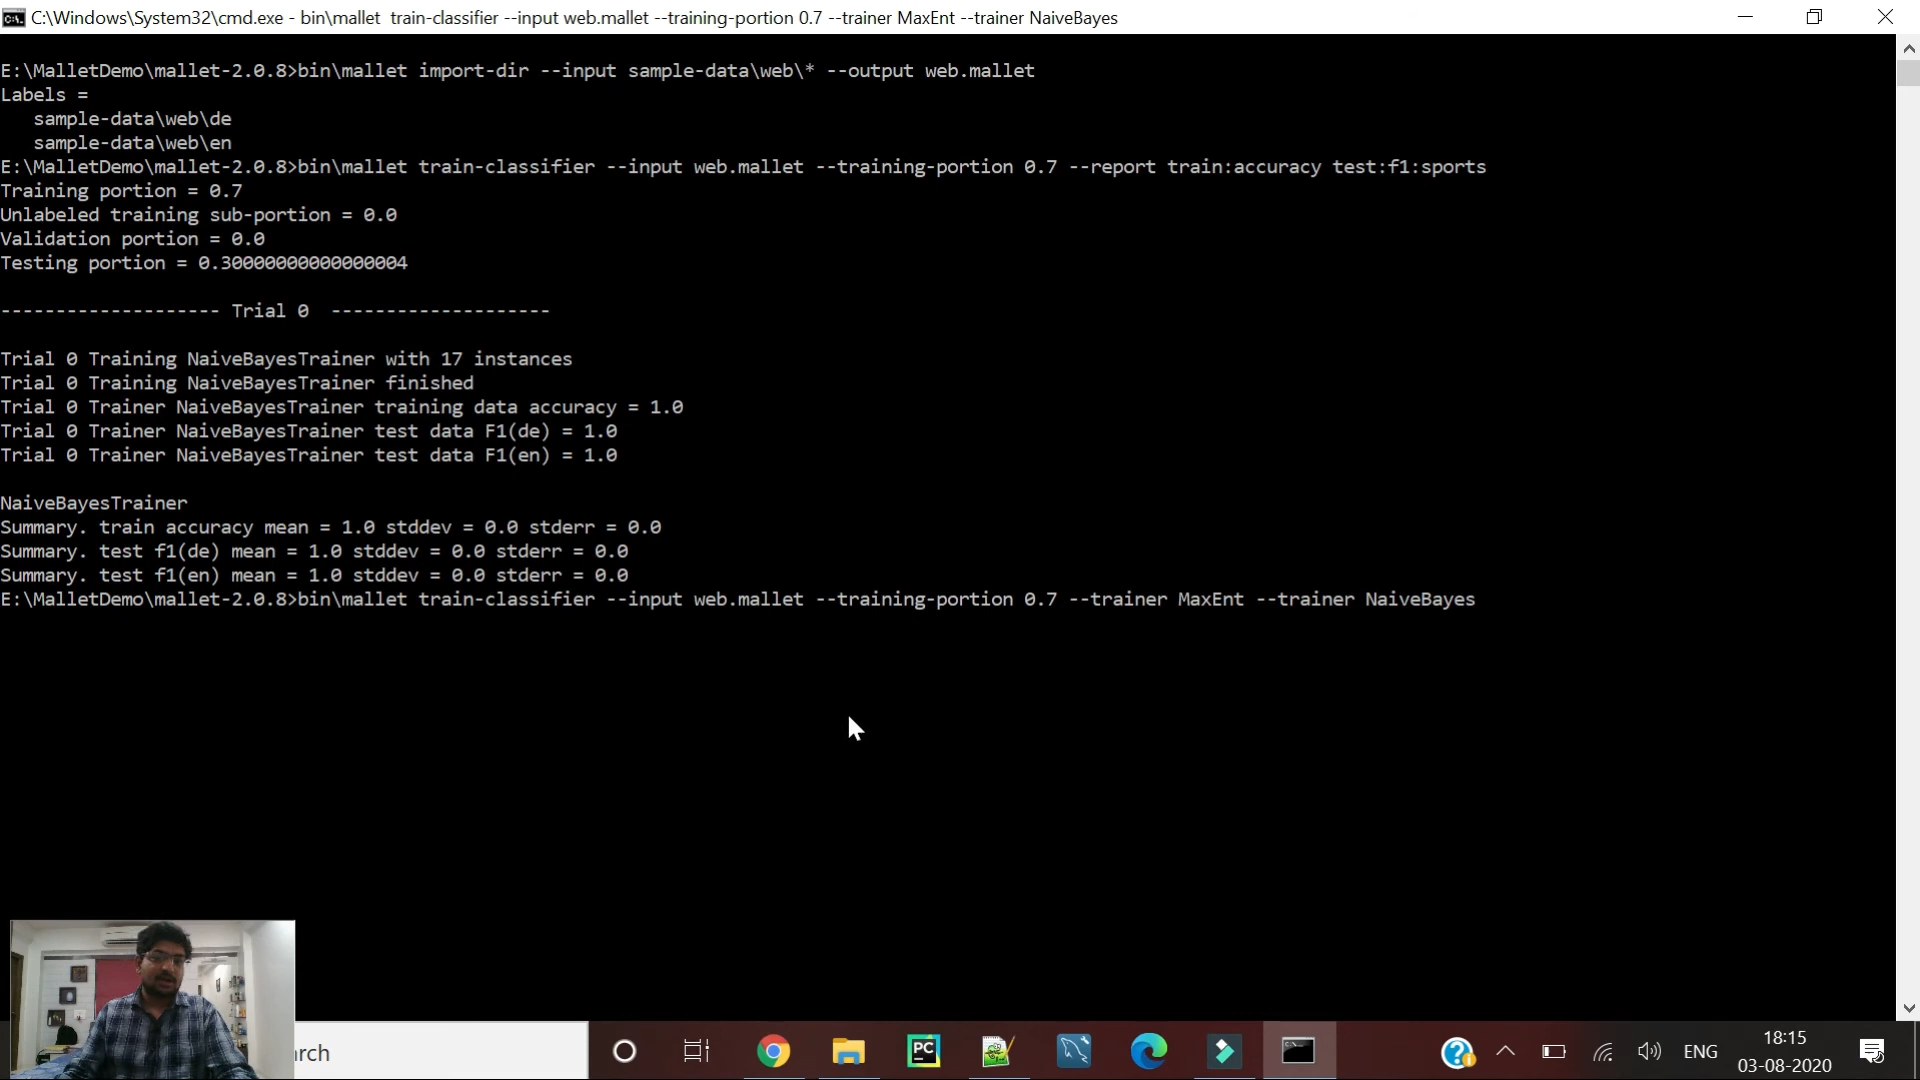 C:\Windows\System32\cmd.exe - bin\mallet train-classifier --input web.mallet --training-portion 0.7 --trainer MaxEnt --trainer NaiveBayes
E:\MalletDemo\mallet-2.0.8>bin\mallet import-dir --input sample-data\web\* --output web.mallet
Labels =
   sample-data\web\de
   sample-data\web\en
E:\MalletDemo\mallet-2.0.8>bin\mallet train-classifier --input web.mallet --training-portion 0.7 --report train:accuracy test:f1:sports
Training portion = 0.7
Unlabeled training sub-portion = 0.0
Validation portion = 0.0
Testing portion = 0.30000000000000004
-------------------- Trial 0  --------------------
Trial 0 Training NaiveBayesTrainer with 17 instances
Trial 0 Training NaiveBayesTrainer finished
Trial 0 Trainer NaiveBayesTrainer training data accuracy = 1.0
Trial 0 Trainer NaiveBayesTrainer test data F1(de) = 1.0
Trial 0 Trainer NaiveBayesTrainer test data F1(en) = 1.0
NaiveBayesTrainer
Summary. train accuracy mean = 1.0 stddev = 0.0 stderr = 0.0
Summary. test f1(de) mean = 1.0 stddev = 0.0 stderr = 0.0
Summary. test f1(en) mean = 1.0 stddev = 0.0 stderr = 0.0
E:\MalletDemo\mallet-2.0.8>bin\mallet train-classifier --input web.mallet --training-portion 0.7 --trainer MaxEnt --trainer NaiveBayes
rch
PC
ENG
18:15
03-08-2020